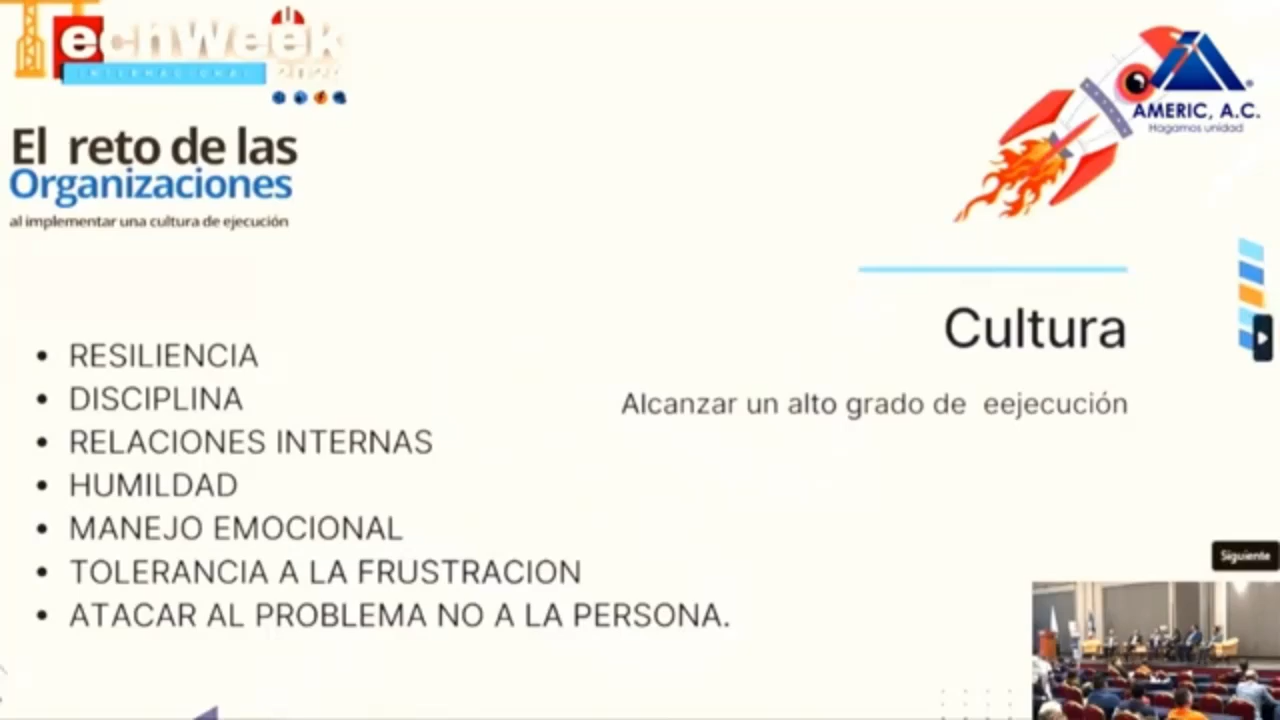 echWeek
INTERNACIONAL
El reto de las
Organizaciones
al implementar una cultura de ejecución
AMERIC, A.C.
Hagamos unidad
Cultura
Alcanzar un alto grado de eejecución
• RESILIENCIA
• DISCIPLINA
• RELACIONES INTERNAS
• HUMILDAD
• MANEJO EMOCIONAL
• TOLERANCIA A LA FRUSTRACION
• ATACAR AL PROBLEMA NO A LA PERSONA.
Siguiente